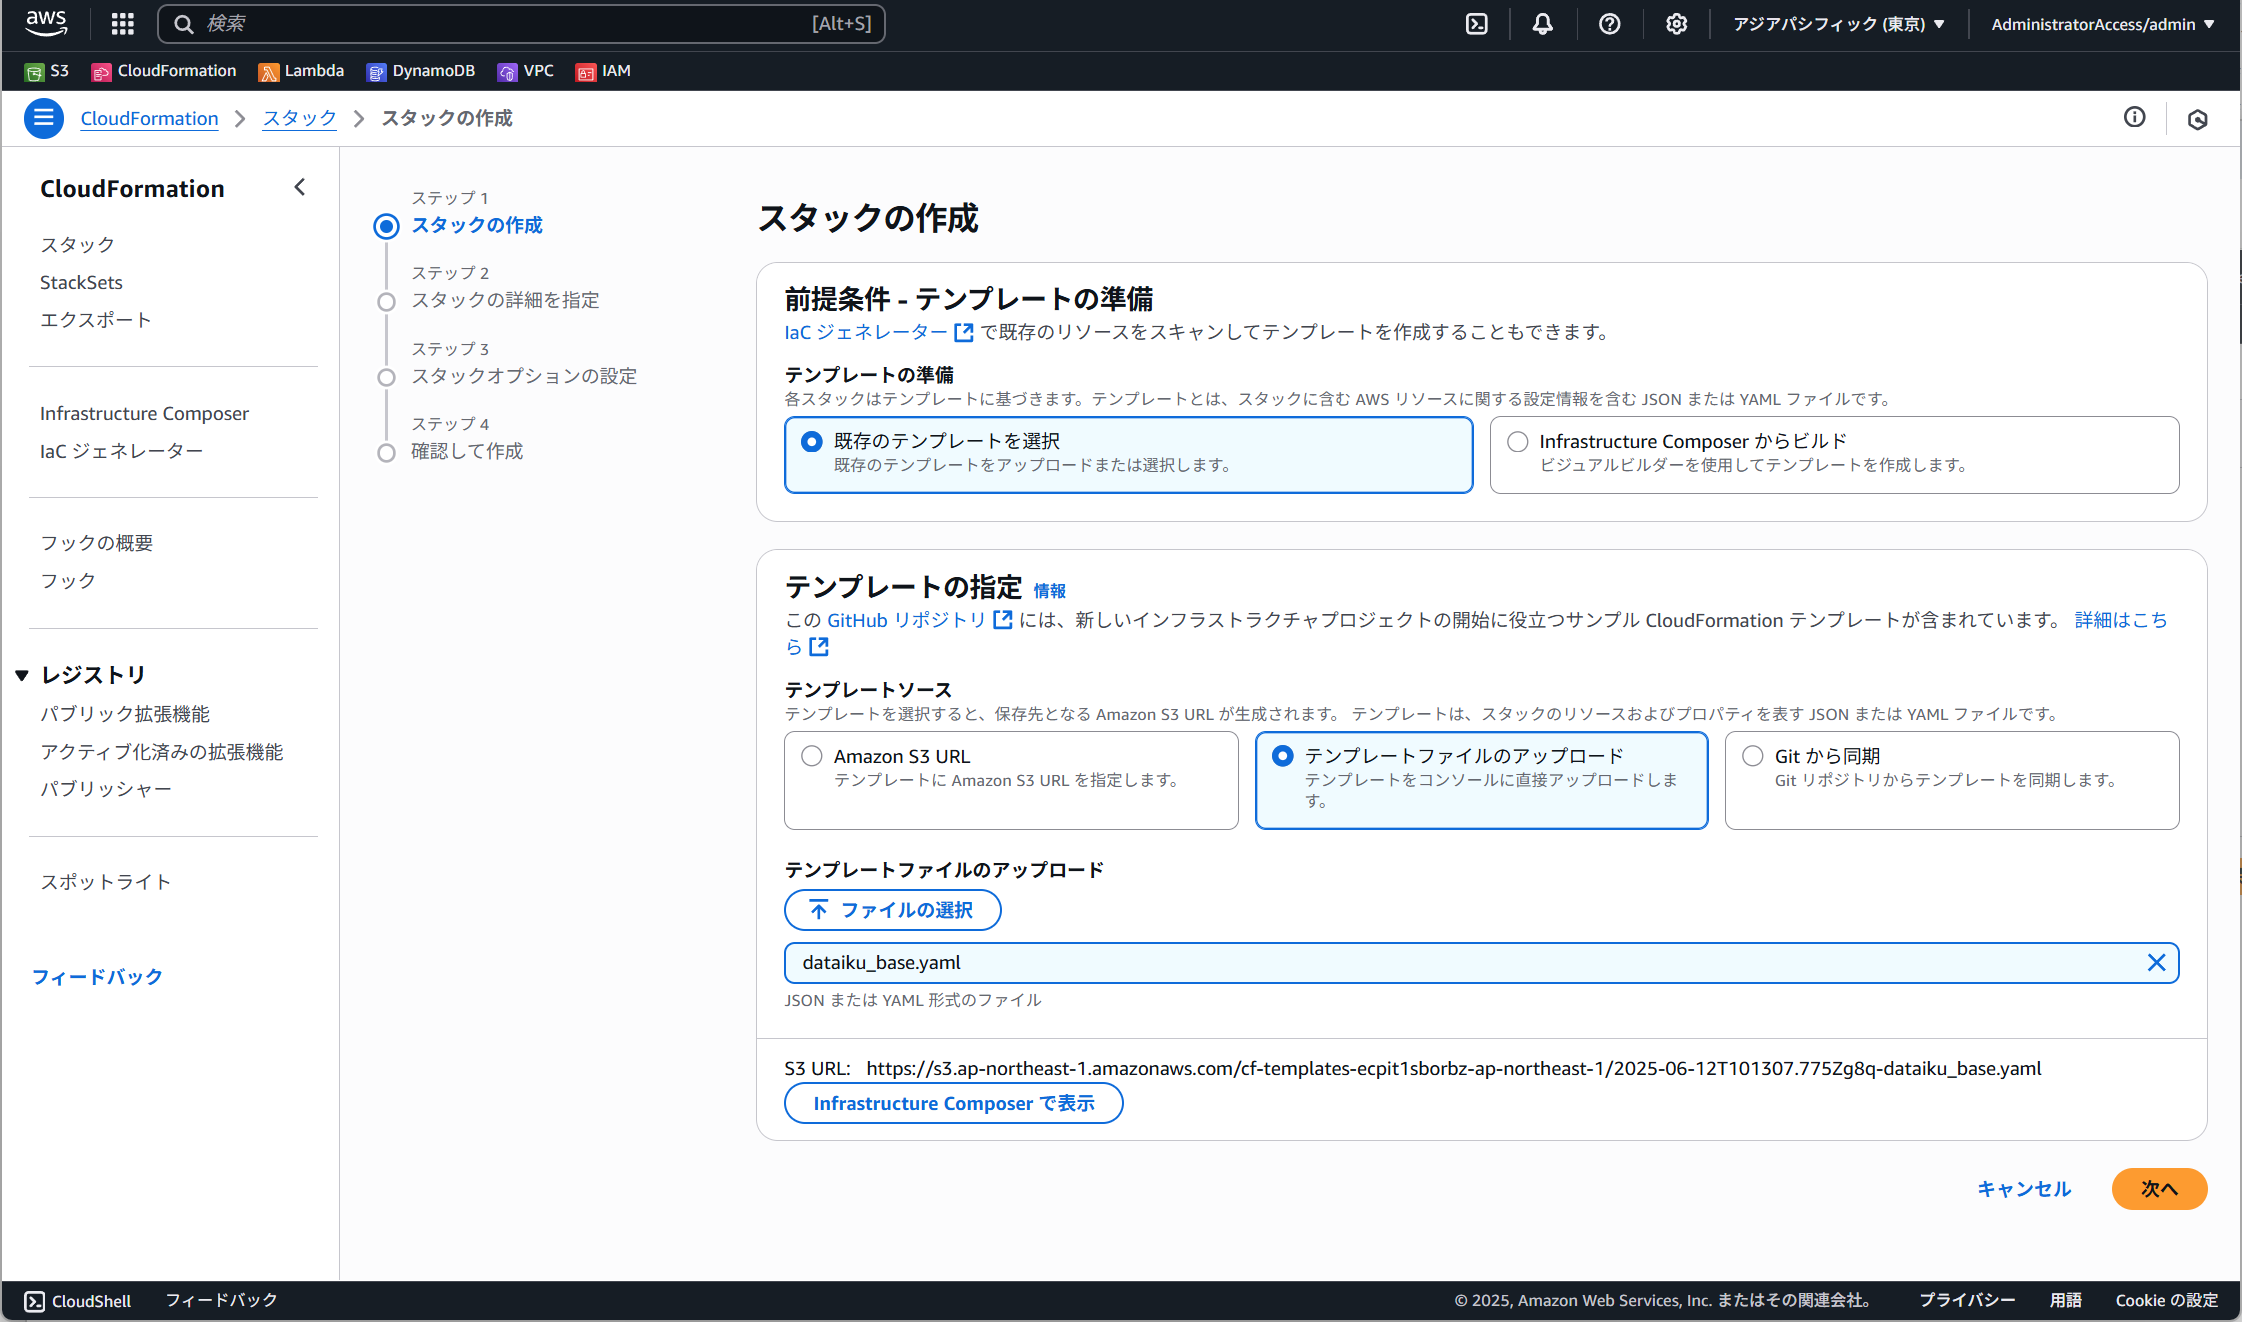 aws
検索
[Alt+S]
アジアパシフィック (東京)
AdministratorAccess/admin
S3
CloudFormation
Lambda
DynamoDB
VPC
IAM
CloudFormation
スタック
スタックの作成
CloudFormation
スタック
StackSets
エクスポート
Infrastructure Composer
IaC ジェネレーター
フックの概要
フック
レジストリ
パブリック拡張機能
アクティブ化済みの拡張機能
パブリッシャー
スポットライト
フィードバック
ステップ 1
スタックの作成
ステップ 2
スタックの詳細を指定
ステップ 3
スタックオプションの設定
ステップ 4
確認して作成
スタックの作成
前提条件 - テンプレートの準備
IaC ジェネレーター で既存のリソースをスキャンしてテンプレートを作成することもできます。
テンプレートの準備
各スタックはテンプレートに基づきます。テンプレートとは、スタックに含む AWS リソースに関する設定情報を含む JSON または YAML ファイルです。
既存のテンプレートを選択
既存のテンプレートをアップロードまたは選択します。
Infrastructure Composer からビルド
ビジュアルビルダーを使用してテンプレートを作成します。
テンプレートの指定 情報
この GitHub リポジトリ には、新しいインフラストラクチャプロジェクトの開始に役立つサンプル CloudFormation テンプレートが含まれています。 詳細はこち
ら
テンプレートソース
テンプレートを選択すると、保存先となる Amazon S3 URL が生成されます。 テンプレートは、スタックのリソースおよびプロパティを表す JSON または YAML ファイルです。
Amazon S3 URL
テンプレートに Amazon S3 URL を指定します。
テンプレートファイルのアップロード
テンプレートをコンソールに直接アップロードしま
す。
Git から同期
Git リポジトリからテンプレートを同期します。
テンプレートファイルのアップロード
ファイルの選択
dataiku_base.yaml
JSON または YAML 形式のファイル
S3 URL: https://s3.ap-northeast-1.amazonaws.com/cf-templates-ecpit1sborbz-ap-northeast-1/2025-06-12T101307.775Zg8q-dataiku_base.yaml
Infrastructure Composer で表示
キャンセル
次へ
CloudShell
フィードバック
© 2025, Amazon Web Services, Inc. またはその関連会社。
プライバシー
用語
Cookie の設定